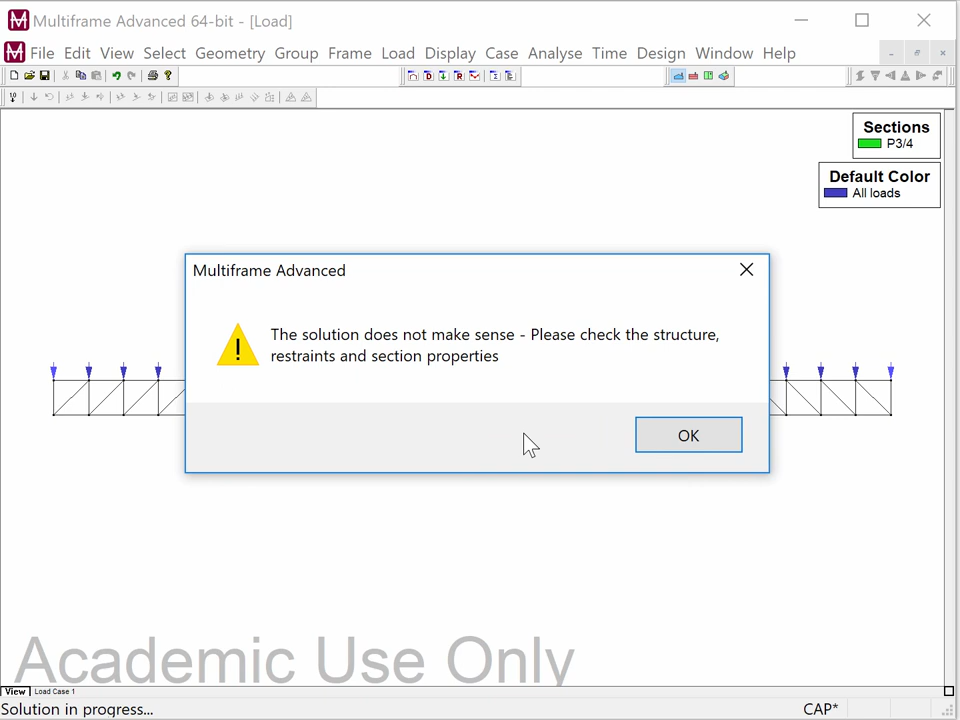 Multiframe Advanced 64-bit - [Load]
File Edit View Select Geometry Group Frame Load Display Case Analyse Time Design Window Help
Sections
P3/4
Default Color
All loads
Multiframe Advanced
The solution does not make sense - Please check the structure,
restraints and section properties
OK
Academic Use Only
View Load Case 1
Solution in progress... CAP*